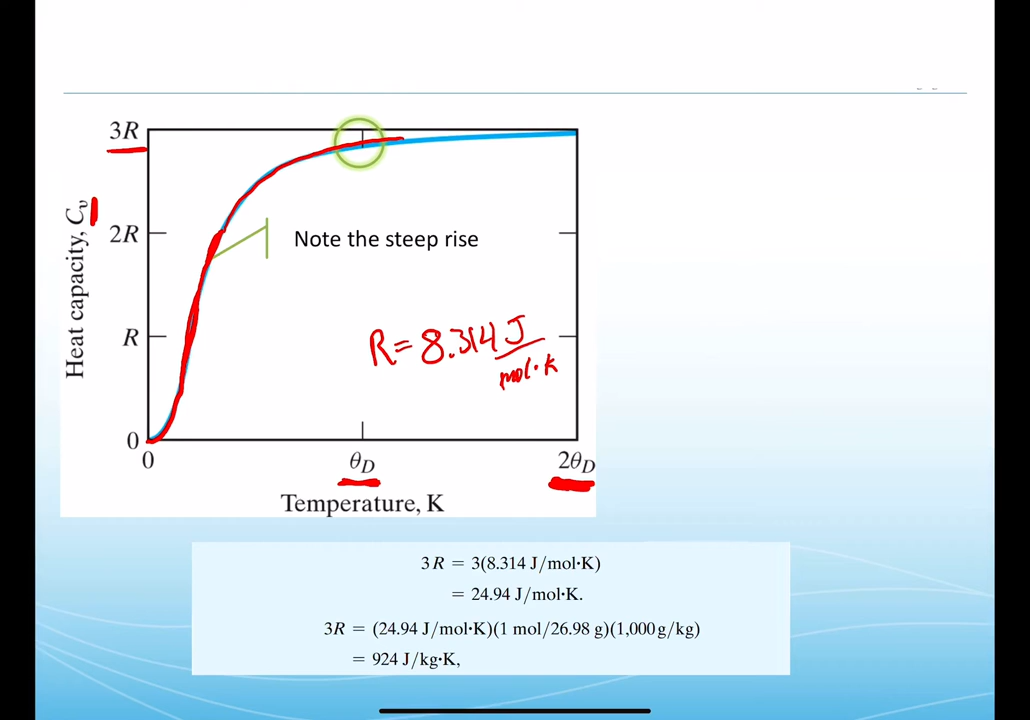 3R
2R
R
0
Heat capacity, Cᵥ
Note the steep rise
R = 8.314 J/mol·K
0 θD 2θD
Temperature, K
3R = 3(8.314 J/mol·K)
= 24.94 J/mol·K.
3R = (24.94 J/mol·K)(1 mol/26.98 g)(1,000 g/kg)
= 924 J/kg·K,